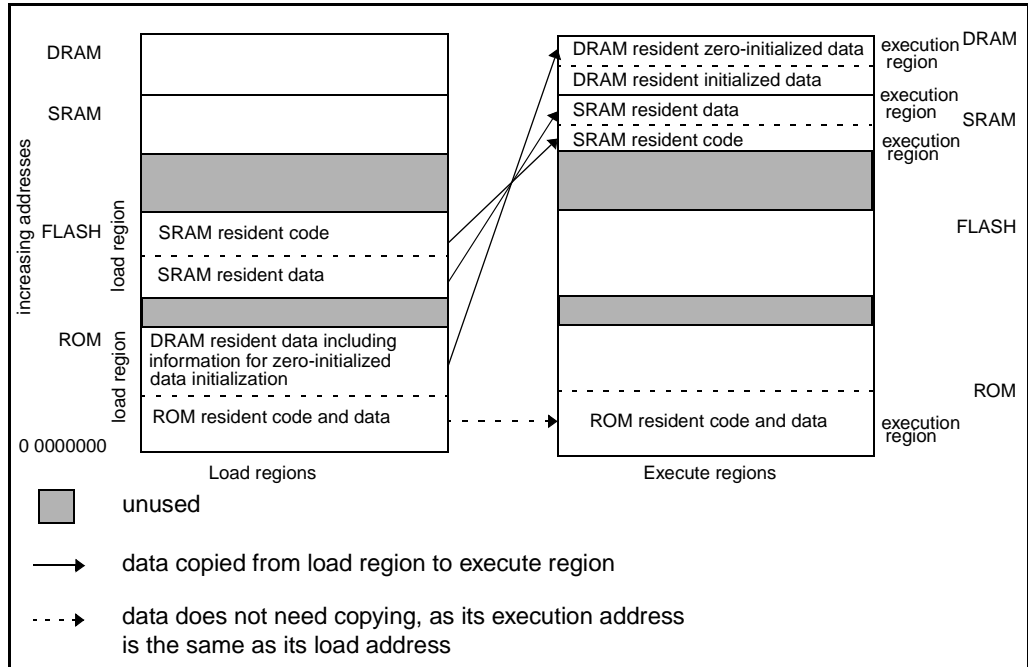 DRAM
SRAM
FLASH
ROM
0 0000000
increasing addresses
load region
load region
SRAM resident code
SRAM resident data
DRAM resident data including
information for zero-initialized
data initialization
ROM resident code and data
Load regions
DRAM resident zero-initialized data
DRAM resident initialized data
SRAM resident data
SRAM resident code
ROM resident code and data
Execute regions
execution
region
execution
region
execution
region
execution
region
DRAM
SRAM
FLASH
ROM
unused
data copied from load region to execute region
data does not need copying, as its execution address
is the same as its load address